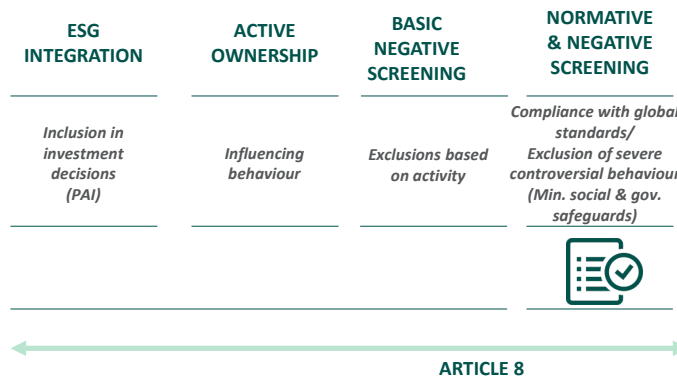 ESG
INTEGRATION
ACTIVE
OWNERSHIP
BASIC
NEGATIVE
SCREENING
NORMATIVE
& NEGATIVE
SCREENING
Inclusion in
investment
decisions
(PAI)
Influencing
behaviour
Exclusions based
on activity
Compliance with global
standards/
Exclusion of severe
controversial behaviour
(Min. social & gov.
safeguards)
ARTICLE 8